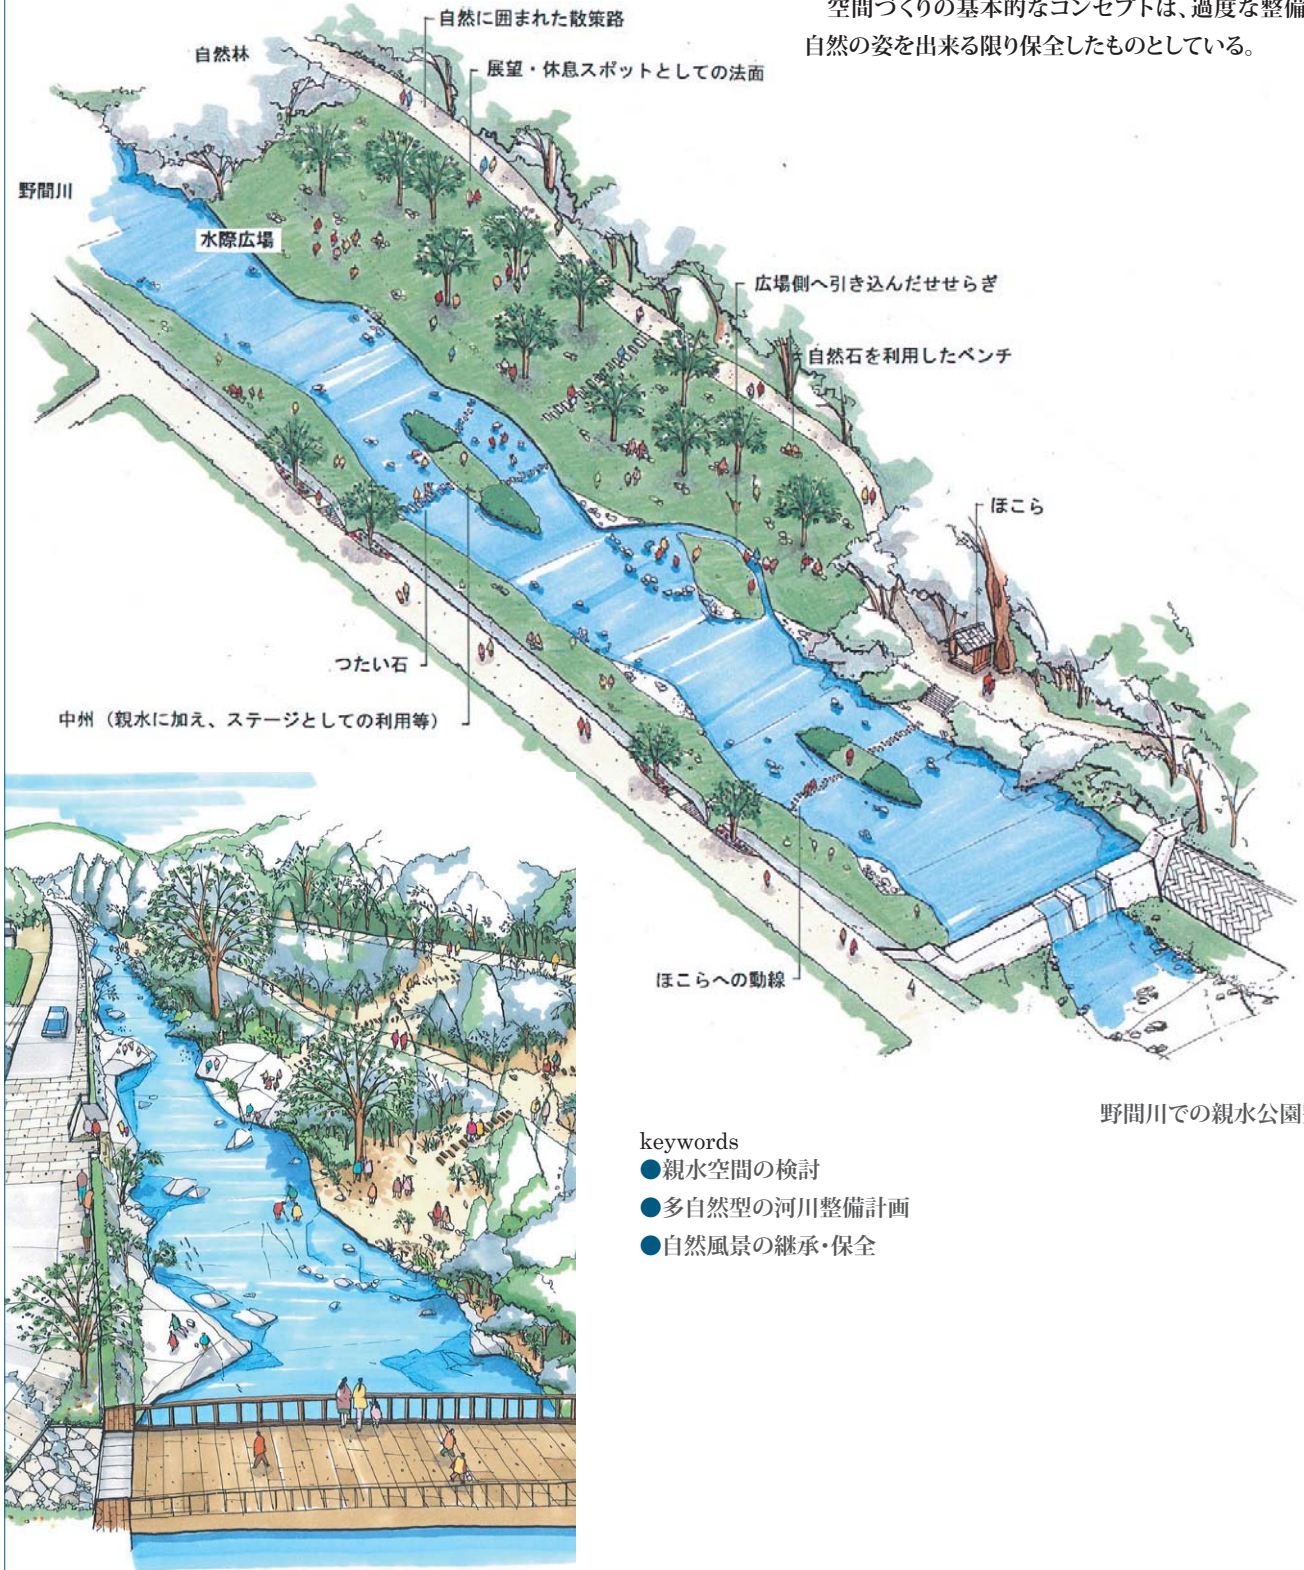 空間づくりの基本的なコンセプトは、過度な整備
自然の姿を出来る限り保全したものとしている。
自然に囲まれた散策路
自然林
展望・休息スポットとしての法面
野間川
水際広場
広場側へ引き込んだせせらぎ
自然石を利用したベンチ
ほこら
つたい石
中州（親水に加え、ステージとしての利用等）
ほこらへの動線
野間川での親水公園
keywords
●親水空間の検討
●多自然型の河川整備計画
●自然風景の継承・保全